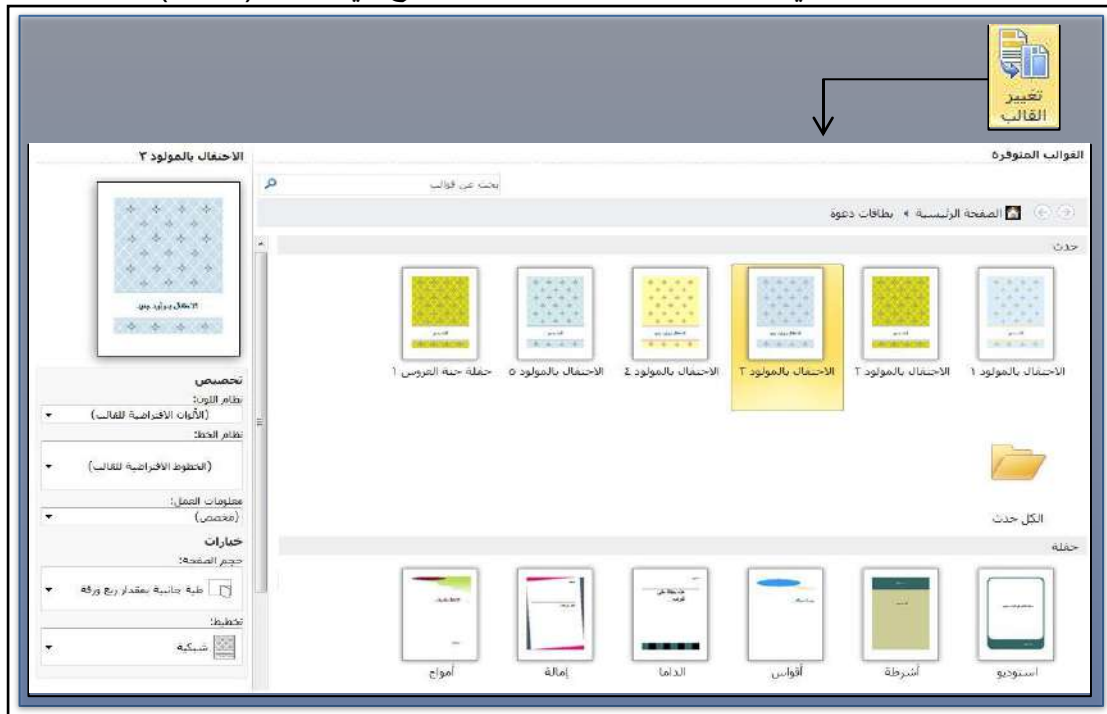 تغيير
القالب
القوالب المتوفرة
بحث عن قوالب
الصفحة الرئيسية
بطاقات دعوة
حدث
الاحتفال بالمولود ١
الاحتفال بالمولود ٢
الاحتفال بالمولود ٣
الاحتفال بالمولود ٤
الاحتفال بالمولود ٥
حفلة حنة العروس ١
الكل حدث
حفلة
استوديو
أشرطة
أقواس
الداما
إمالة
أمواج
الاحتفال بالمولود ٣
تخصيص
نظام اللون:
(الألوان الافتراضية للقالب)
نظام الخط:
(الخطوط الافتراضية للقالب)
معلومات العمل:
(مخصص)
خيارات
حجم الصفحة:
طية جانبية بمقدار ربع ورقة
تخطيط:
شبكية